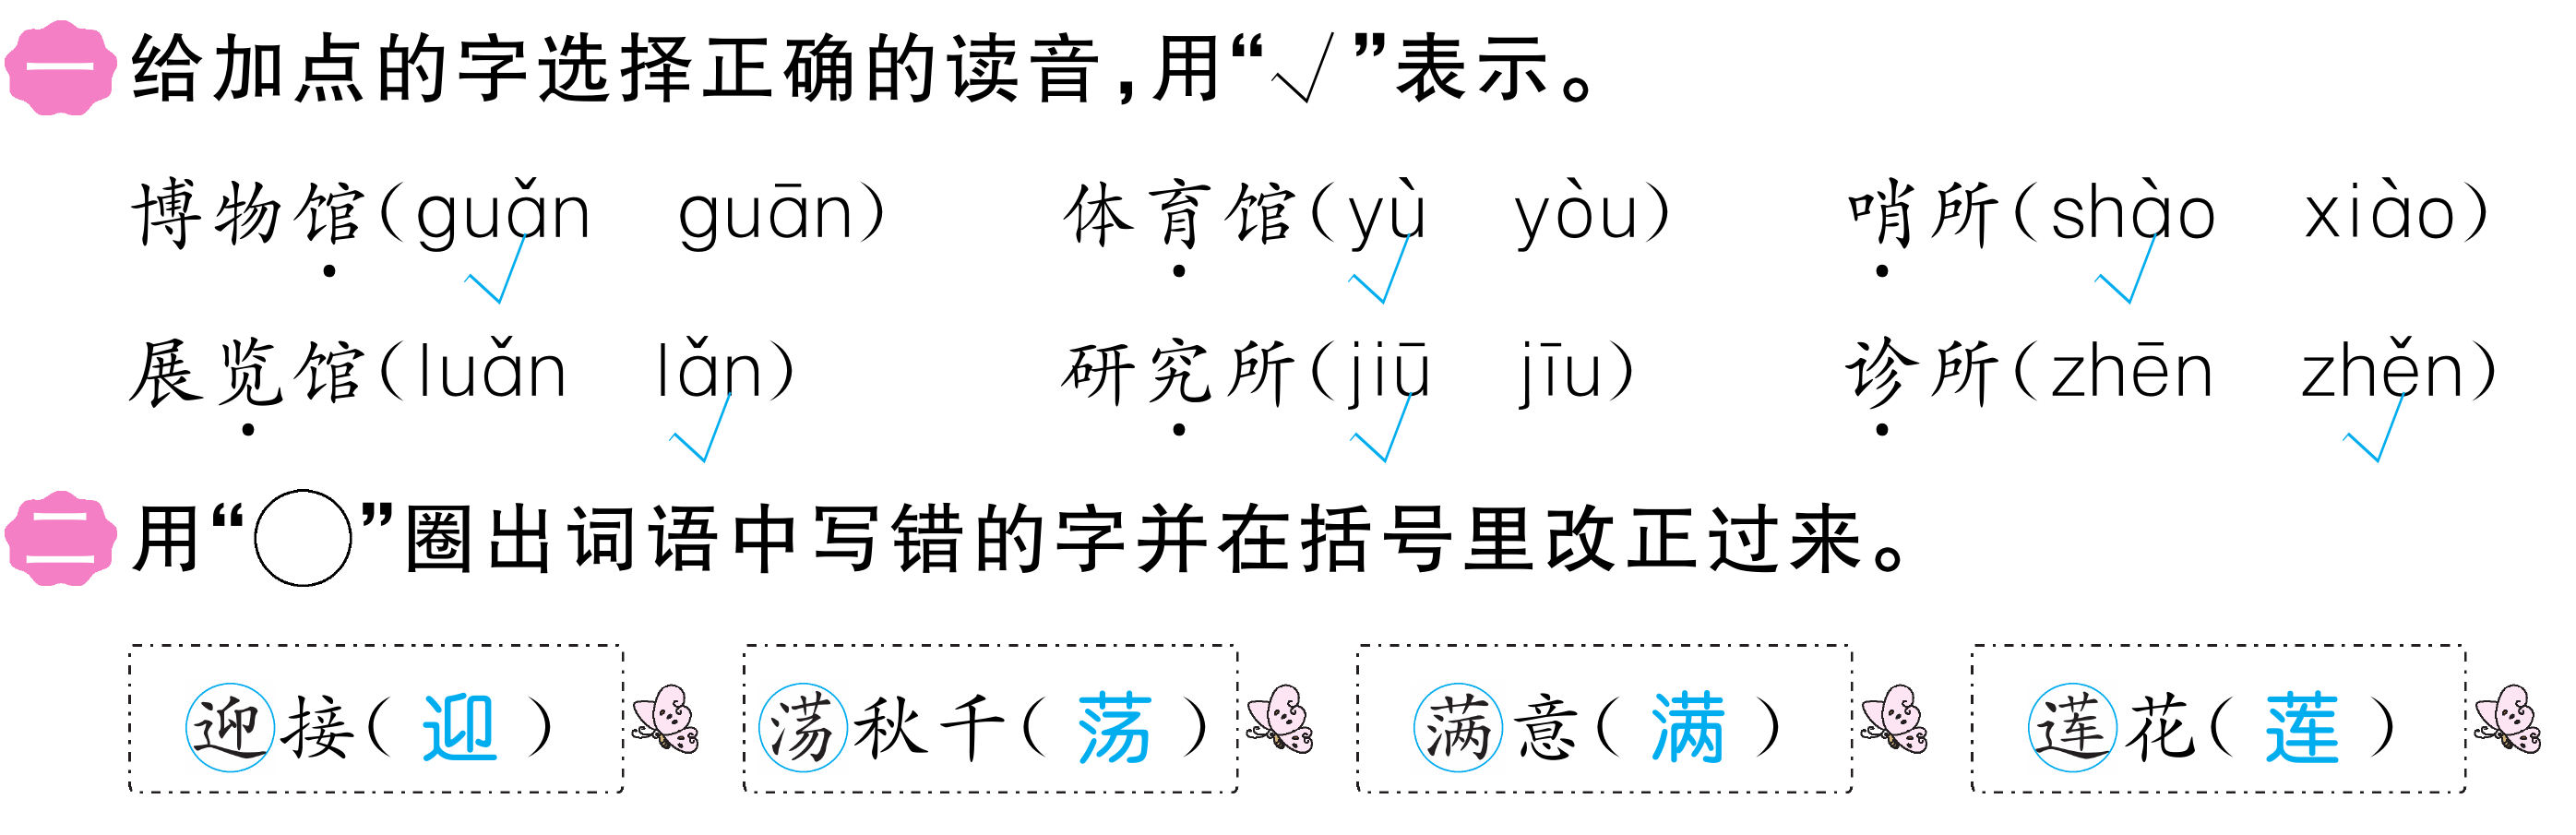 一 给加点的字选择正确的读音,用“√”表示。
博物馆(guǎn guān) 体育馆(yù yòu) 哨所(shào xiào)
√ √ √
展览馆(luǎn lǎn) 研究所(jiū jīu) 诊所(zhēn zhěn)
√ √ √
二 用“○”圈出词语中写错的字并在括号里改正过来。
迎接(迎) 荡秋千(荡) 满意(满) 莲花(莲)